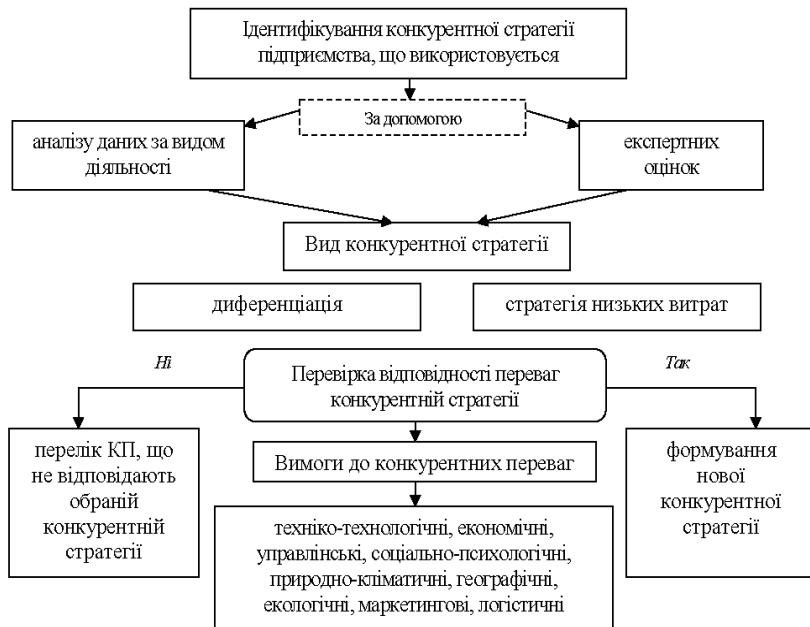 Ідентифікування конкурентної стратегії
підприємства, що використовується
За допомогою
аналізу даних за видом
діяльності
експертних
оцінок
Вид конкурентної стратегії
диференціація
стратегія низьких витрат
Ні
Перевірка відповідності переваг
конкурентній стратегії
Так
перелік КП, що
не відповідають
обраній
конкурентній
стратегії
Вимоги до конкурентних переваг
формування
нової
конкурентної
стратегії
техніко-технологічні, економічні,
управлінські, соціально-психологічні,
природно-кліматичні, географічні,
екологічні, маркетингові, логістичні